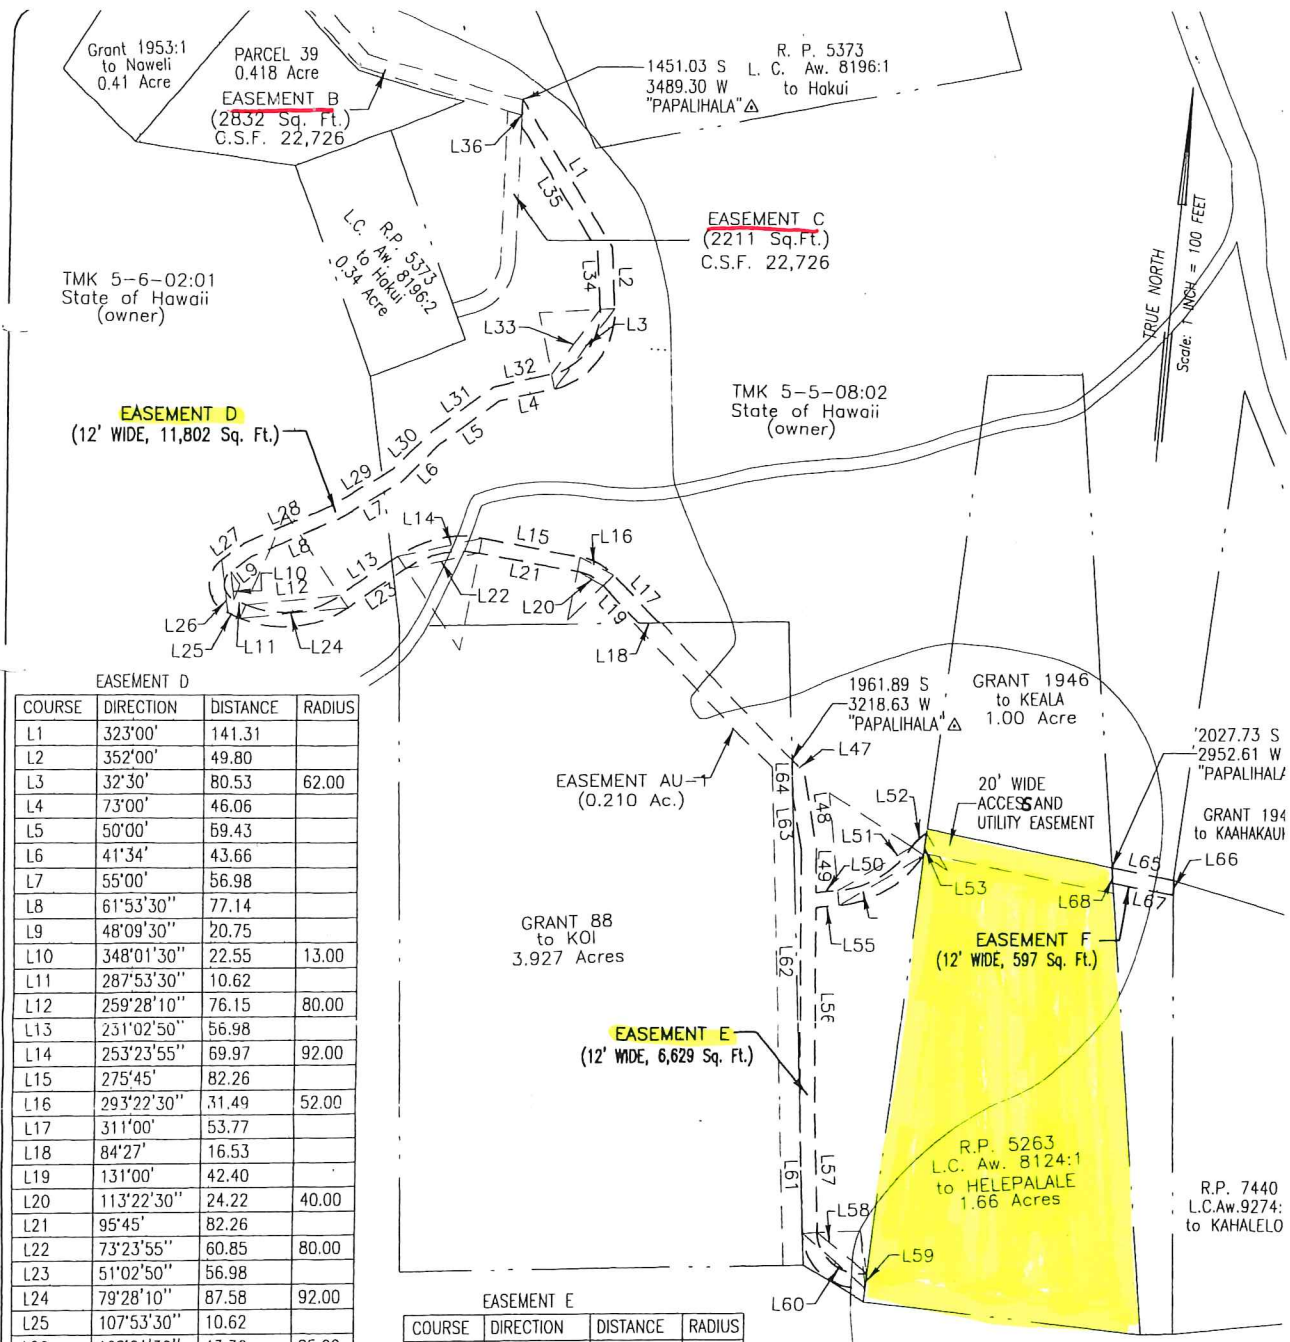 Grant 1953:1
to Naweli
0.41 Acre
PARCEL 39
0.418 Acre
EASEMENT B
(2832 Sq. Ft.)
C.S.F. 22,726
1451.03 S
3489.30 W
"PAPALIHALA"
R. P. 5373
L. C. Aw. 8196:1
to Hakui
L36
L1
L35
EASEMENT C
(2211 Sq.Ft.)
C.S.F. 22,726
R.P. 5373
L.C. Aw. 8196:2
to Hakui
0.34 Acre
TMK 5-6-02:01
State of Hawaii
(owner)
L34
L2
L33
L3
TRUE NORTH
Scale: 1 INCH = 100 FEET
L32
L4
L31
L5
TMK 5-5-08:02
State of Hawaii
(owner)
EASEMENT D
(12' WIDE, 11,802 Sq. Ft.)
L30
L6
L29
L7
L28
L8
L27
L9
L10
L12
L13
L23
L14
L15
L21
L16
L22
L20
L17
L19
L18
L26
L25
L11
L24
1961.89 S
3218.63 W
"PAPALIHALA"
GRANT 1946
to KEALA
1.00 Acre
L47
2027.73 S
2952.61 W
"PAPALIHALA
EASEMENT AU-1
(0.210 Ac.)
L64
L63
L48
L52
L51
L50
L49
20' WIDE
ACCESS AND
UTILITY EASEMENT
GRANT 194
to KAAHAKAUI
L65
L66
L53
L68
L67
L55
GRANT 88
to KOI
3.927 Acres
EASEMENT F
(12' WIDE, 597 Sq. Ft.)
L62
L56
EASEMENT E
(12' WIDE, 6,629 Sq. Ft.)
R.P. 5263
L.C. Aw. 8124:1
to HELEPALALE
1.66 Acres
L61
L57
L58
L59
L60
R.P. 7440
L.C.Aw.9274:
to KAHALELO
EASEMENT D
COURSE DIRECTION DISTANCE RADIUS
L1 323°00' 141.31
L2 352°00' 49.80
L3 32°30' 80.53 62.00
L4 73°00' 46.06
L5 50°00' 59.43
L6 41°34' 43.66
L7 55°00' 56.98
L8 61°53'30'' 77.14
L9 48°09'30'' 20.75
L10 348°01'30'' 22.55 13.00
L11 287°53'30'' 10.62
L12 259°28'10'' 76.15 80.00
L13 231°02'50'' 56.98
L14 253°23'55'' 69.97 92.00
L15 275°45' 82.26
L16 293°22'30'' 31.49 52.00
L17 311°00' 53.77
L18 84°27' 16.53
L19 131°00' 42.40
L20 113°22'30'' 24.22 40.00
L21 95°45' 82.26
L22 73°23'55'' 60.85 80.00
L23 51°02'50'' 56.98
L24 79°28'10'' 87.58 92.00
L25 107°53'30'' 10.62
EASEMENT E
COURSE DIRECTION DISTANCE RADIUS